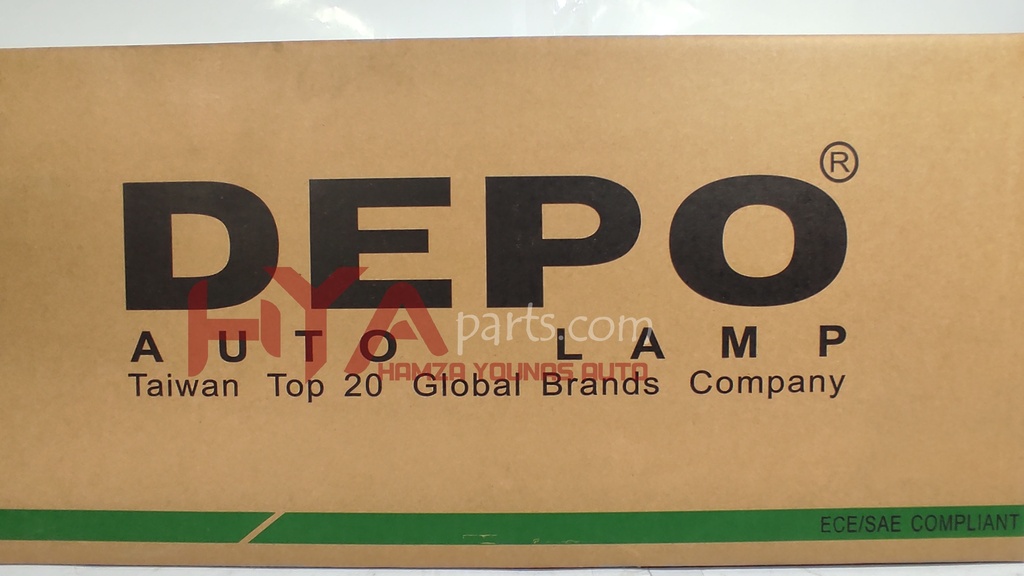 DEPO®
AUTO LAMP
HYAparts.com
HAMZA YOUNAS AUTO
Taiwan Top 20 Global Brands Company
ECE/SAE COMPLIANT